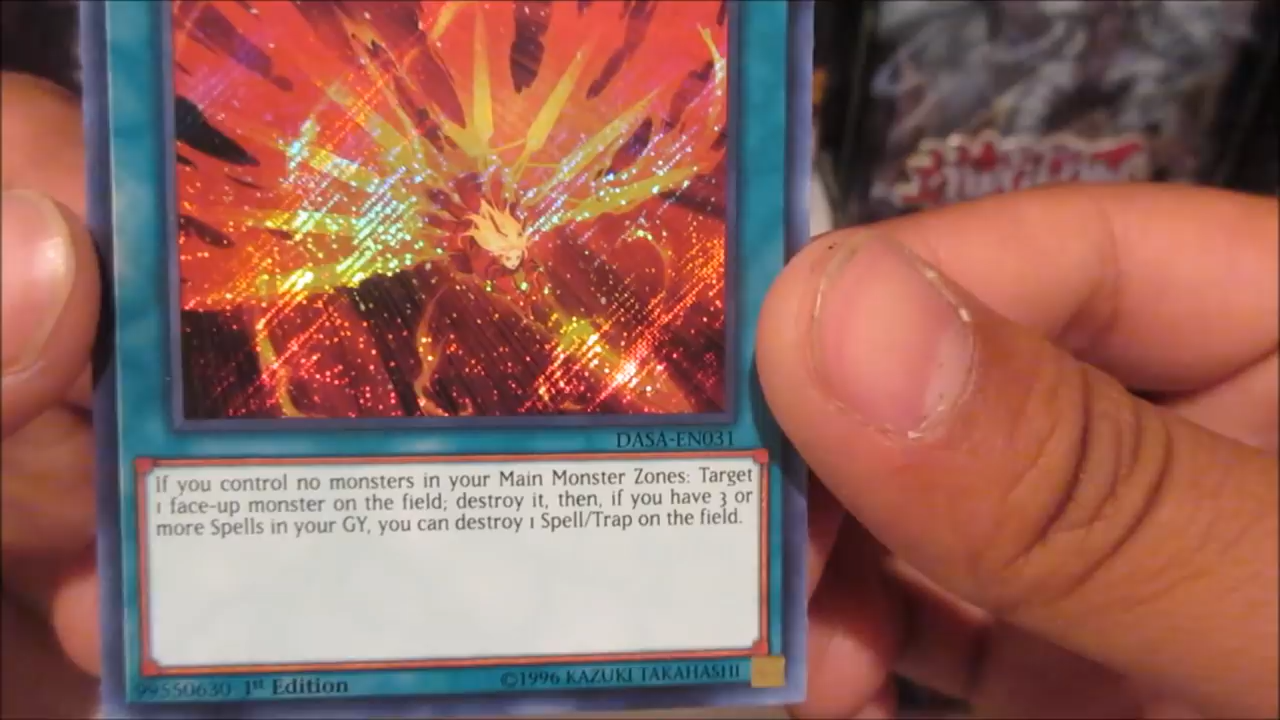 DASA-EN031
If you control no monsters in your Main Monster Zones: Target
1 face-up monster on the field; destroy it, then, if you have 3 or
more Spells in your GY, you can destroy 1 Spell/Trap on the field.
99550630 1st Edition ©1996 KAZUKI TAKAHASHI